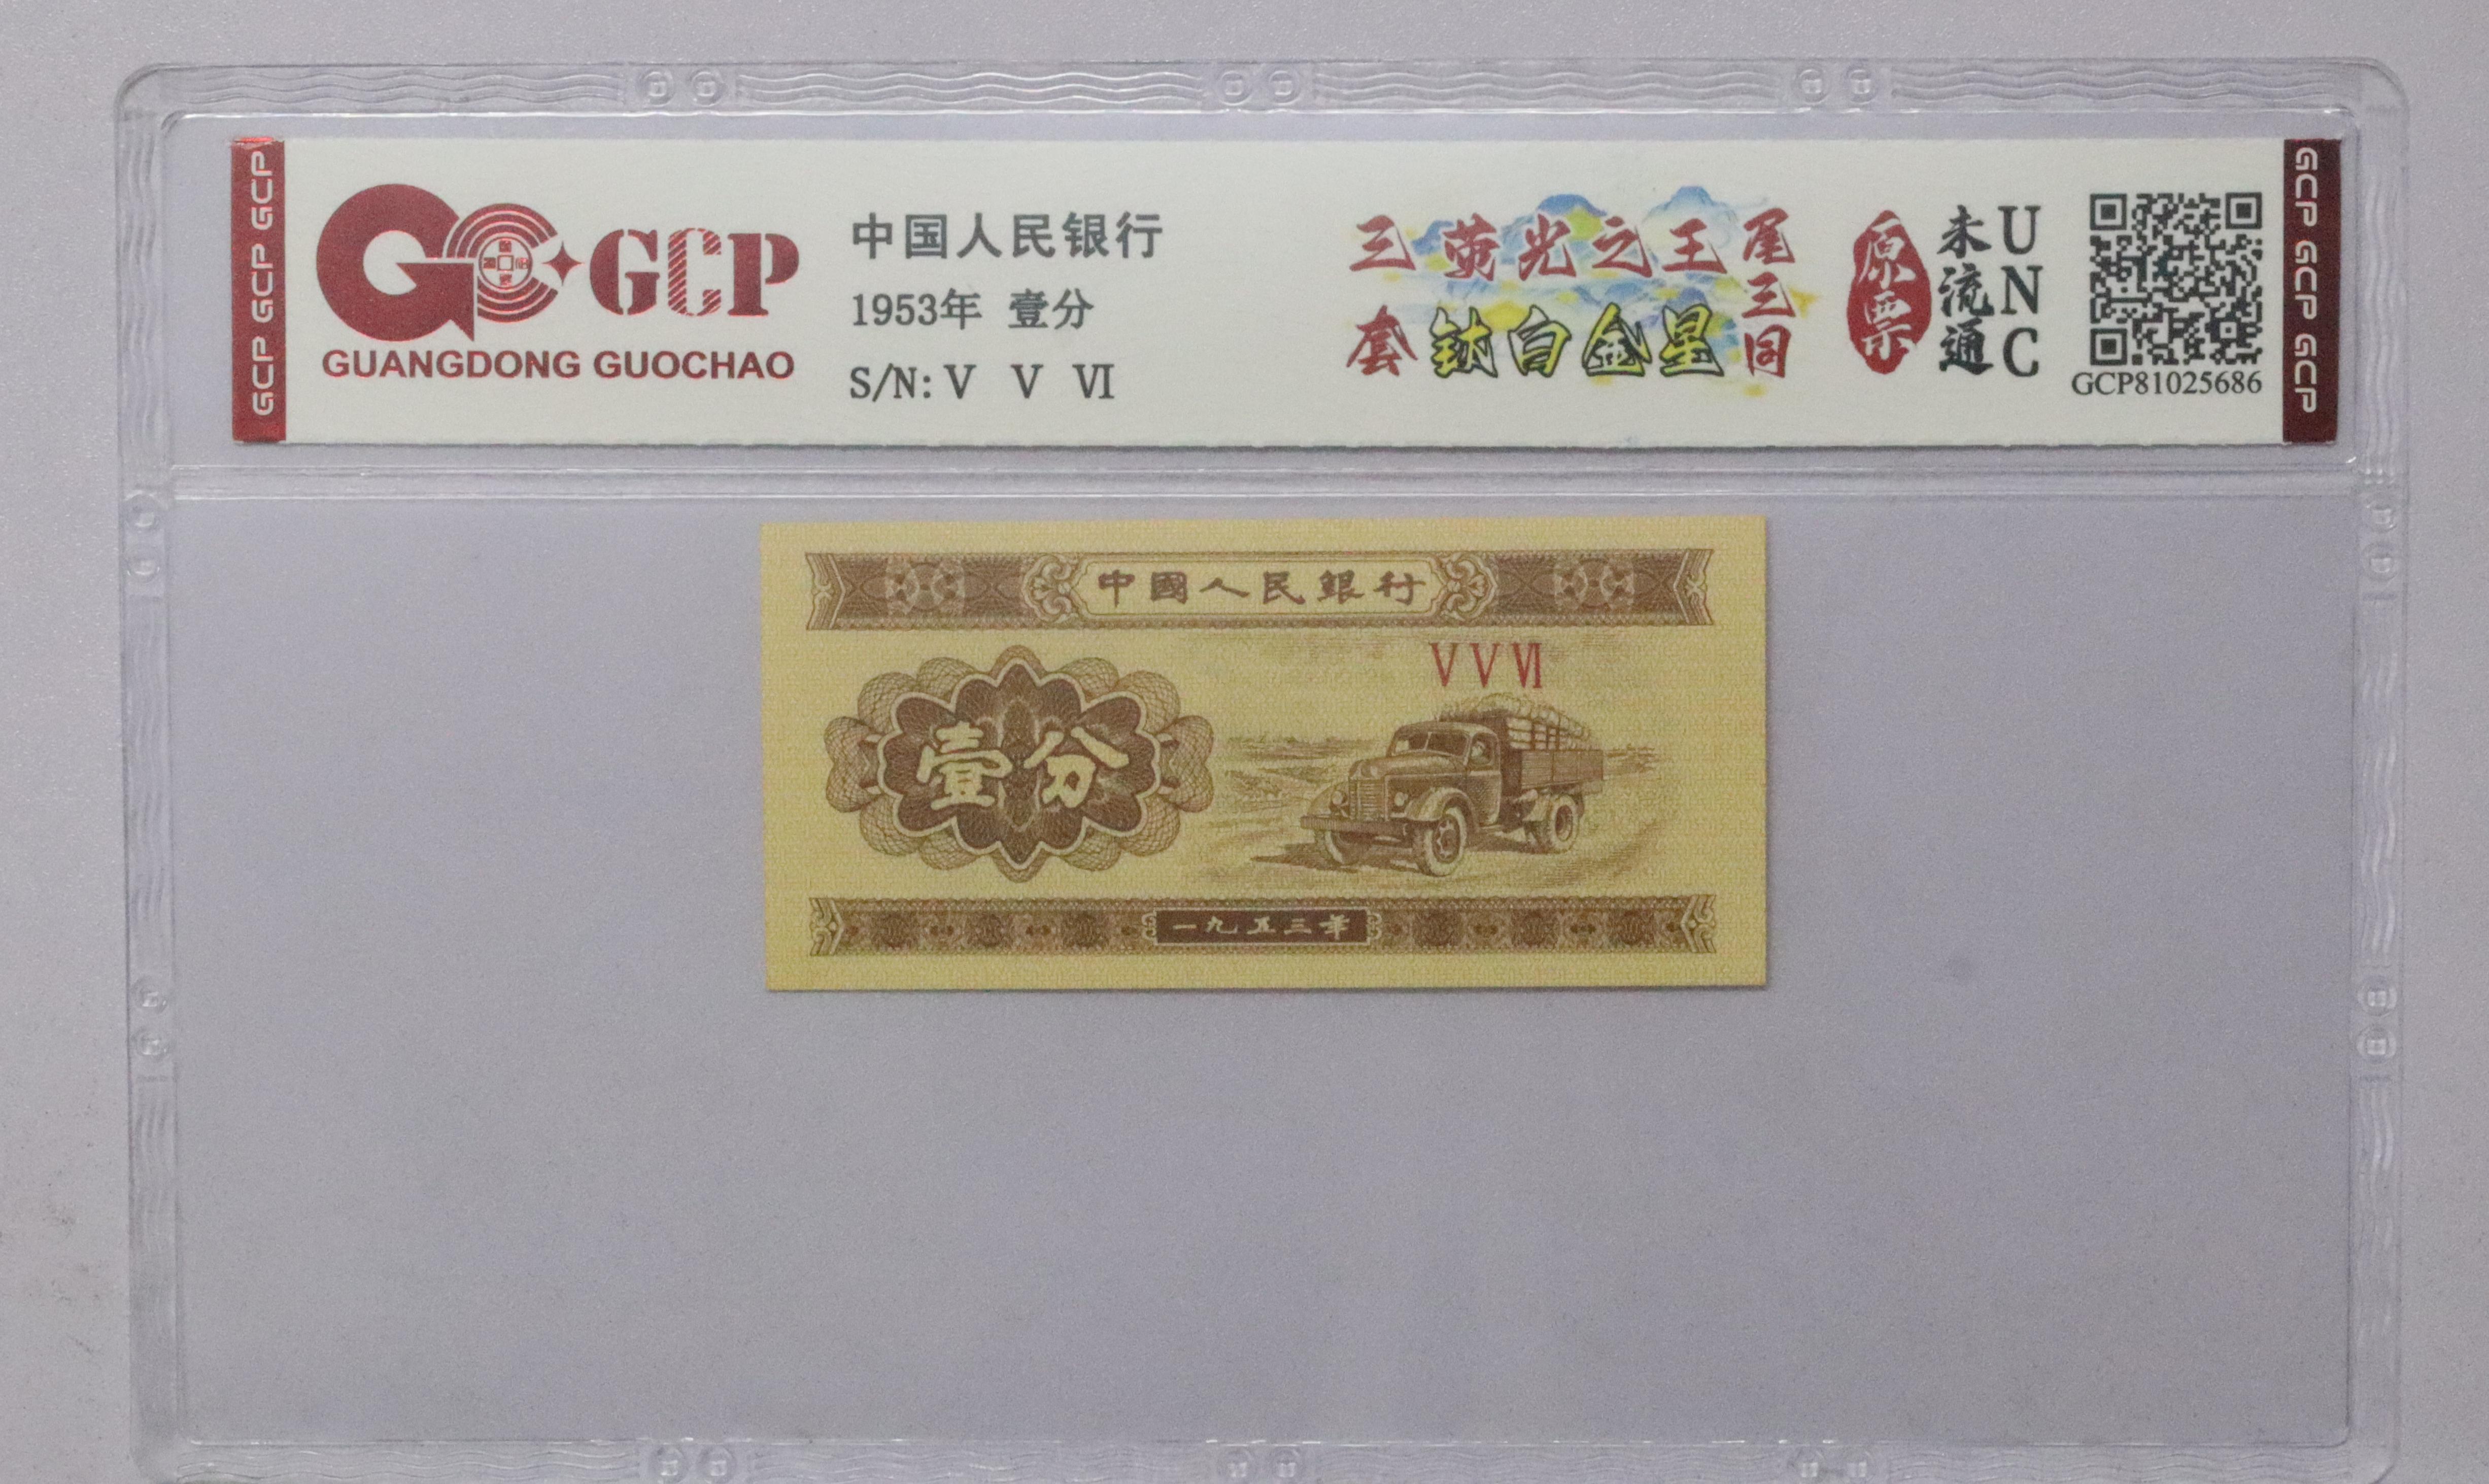 GCP GCP GCP
GCP
GUANGDONG GUOCHAO
中国人民银行
1953年 壹分
S/N: V V VI
三套
荧光之王
钛白金星
尾三同
原票
未流通
UNC
GCP81025686
GCP GCP GCP
中國人民銀行
V V VI
壹分
一九五三年